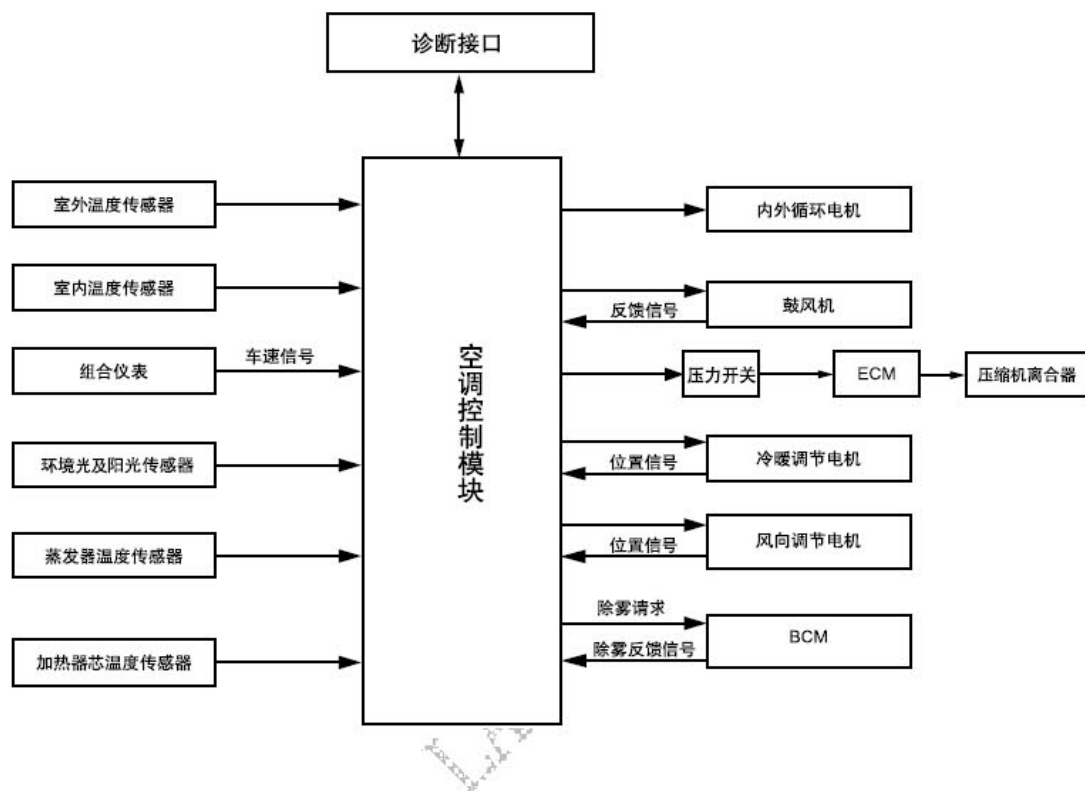 诊断接口
室外温度传感器
室内温度传感器
组合仪表
车速信号
环境光及阳光传感器
蒸发器温度传感器
加热器芯温度传感器
空调控制模块
内外循环电机
鼓风机
反馈信号
压力开关
ECM
压缩机离合器
冷暖调节电机
位置信号
风向调节电机
位置信号
除雾请求
BCM
除雾反馈信号